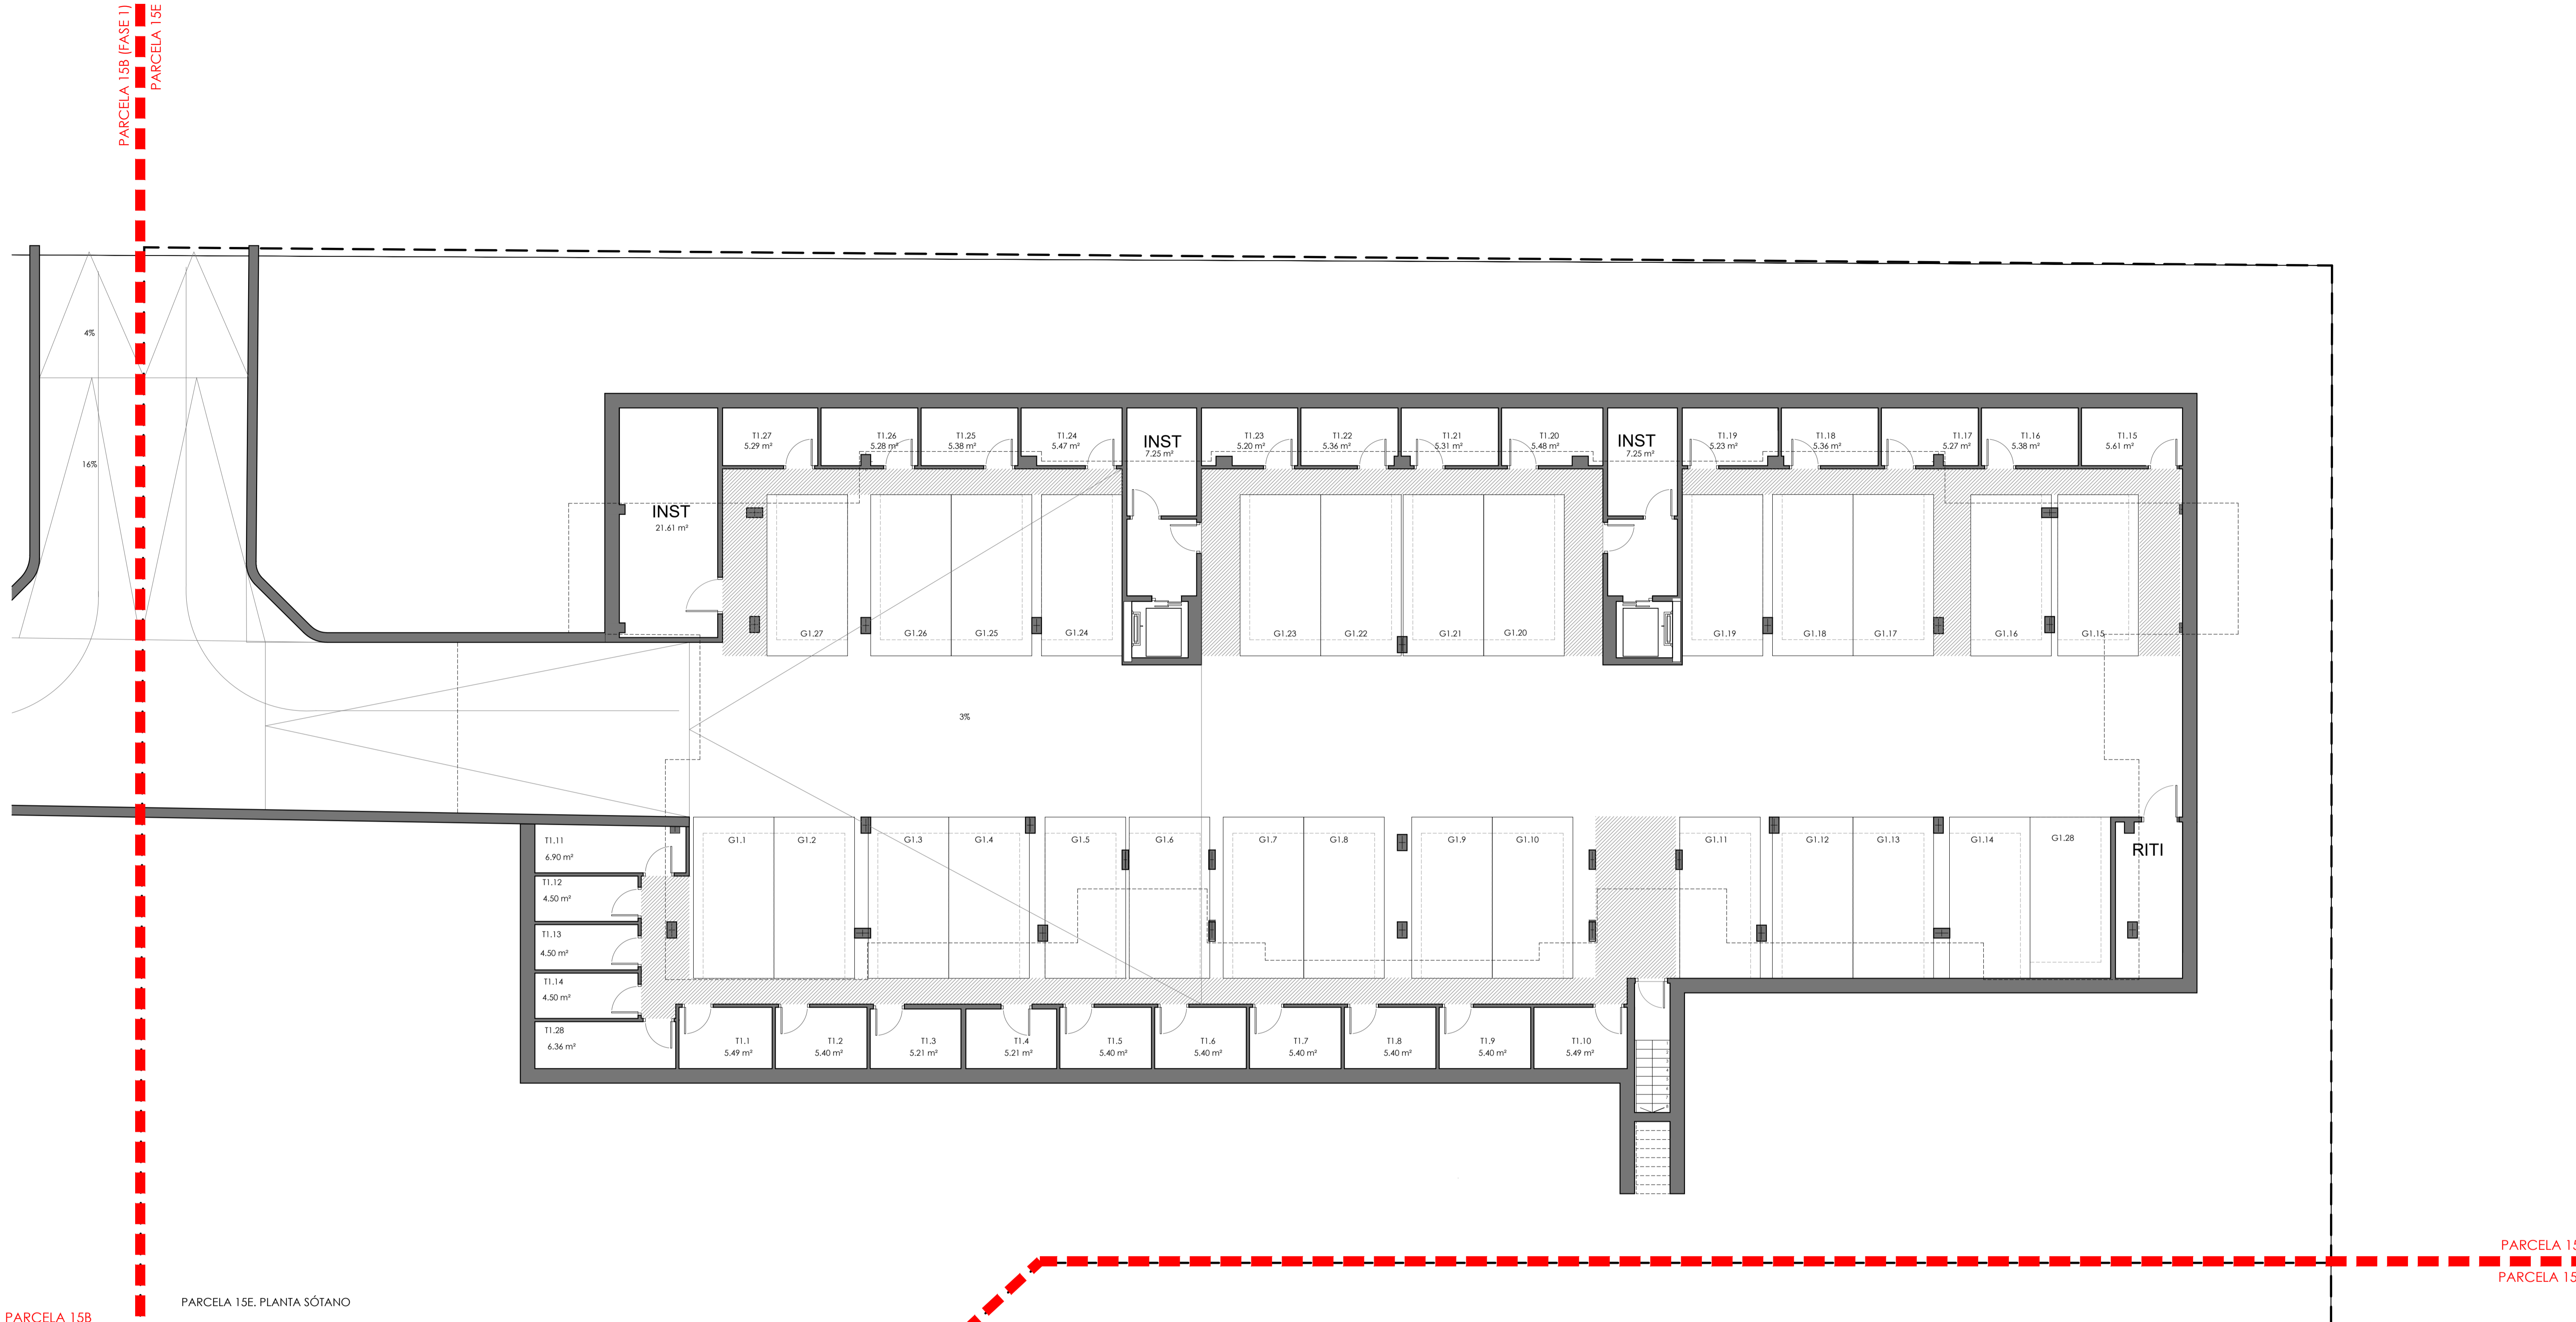 PARCELA 15B (FASE 1)
PARCELA 15E
4%
16%
T1.27
5.29 m²
T1.26
5.28 m²
T1.25
5.38 m²
T1.24
5.47 m²
INST
7.25 m²
T1.23
5.20 m²
T1.22
5.36 m²
T1.21
5.31 m²
T1.20
5.48 m²
INST
7.25 m²
T1.19
5.23 m²
T1.18
5.36 m²
T1.17
5.27 m²
T1.16
5.38 m²
T1.15
5.61 m²
INST
21.61 m²
G1.27
G1.26
G1.25
G1.24
G1.23
G1.22
G1.21
G1.20
G1.19
G1.18
G1.17
G1.16
G1.15
3%
G1.1
G1.2
G1.3
G1.4
G1.5
G1.6
G1.7
G1.8
G1.9
G1.10
G1.11
G1.12
G1.13
G1.14
G1.28
RITI
T1.11
6.90 m²
T1.12
4.50 m²
T1.13
4.50 m²
T1.14
4.50 m²
T1.28
6.36 m²
T1.1
5.49 m²
T1.2
5.40 m²
T1.3
5.21 m²
T1.4
5.21 m²
T1.5
5.40 m²
T1.6
5.40 m²
T1.7
5.40 m²
T1.8
5.40 m²
T1.9
5.40 m²
T1.10
5.49 m²
PARCELA 15
PARCELA 15
PARCELA 15E. PLANTA SÓTANO
PARCELA 15B